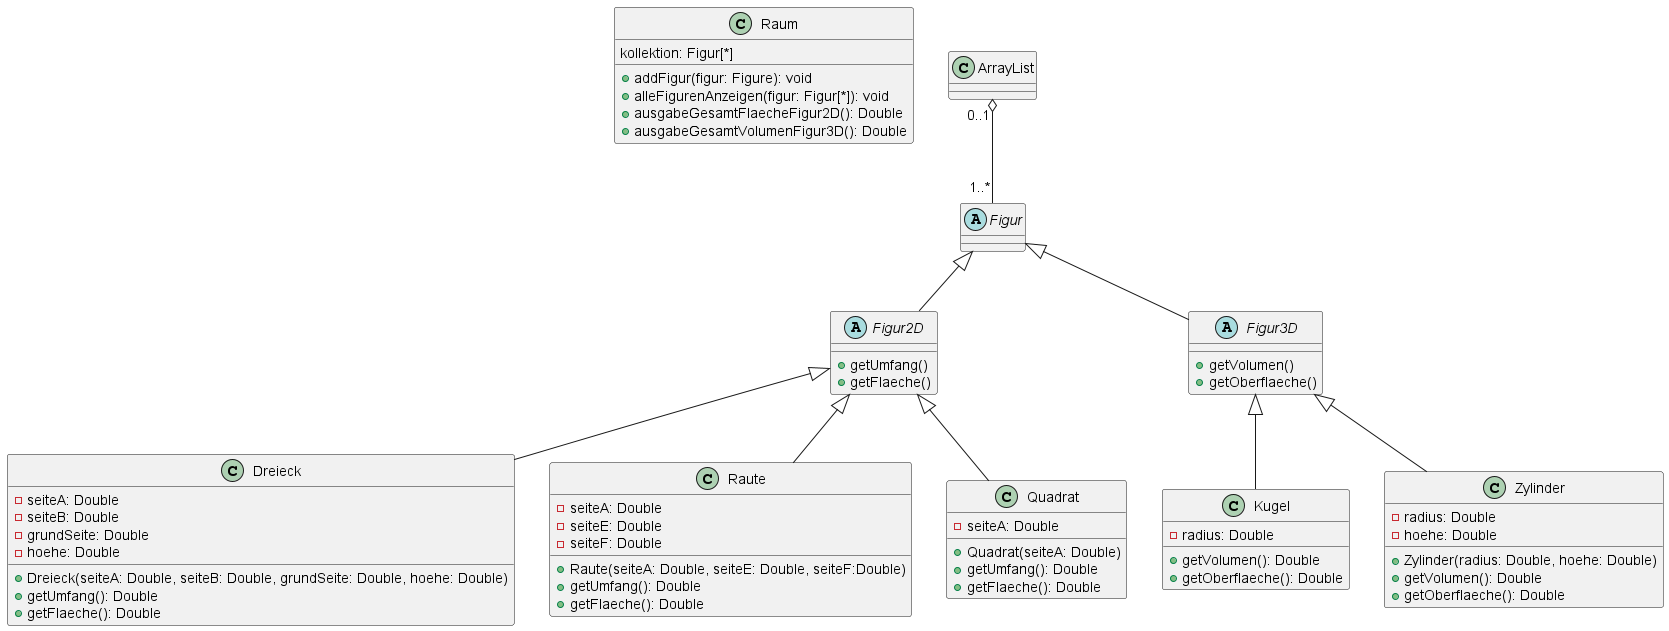 C Raum
kollektion: Figur[*]
addFigur(figur: Figure): void
alleFigurenAnzeigen(figur: Figur[*]): void
ausgabeGesamtFlaecheFigur2D(): Double
ausgabeGesamtVolumenFigur3D(): Double
C ArrayList
0..1
1..*
A Figur
A Figur2D
getUmfang()
getFlaeche()
A Figur3D
getVolumen()
getOberflaeche()
C Dreieck
seiteA: Double
seiteB: Double
grundSeite: Double
hoehe: Double
Dreieck(seiteA: Double, seiteB: Double, grundSeite: Double, hoehe: Double)
getUmfang(): Double
getFlaeche(): Double
C Raute
seiteA: Double
seiteE: Double
seiteF: Double
Raute(seiteA: Double, seiteE: Double, seiteF:Double)
getUmfang(): Double
getFlaeche(): Double
C Quadrat
seiteA: Double
Quadrat(seiteA: Double)
getUmfang(): Double
getFlaeche(): Double
C Kugel
radius: Double
getVolumen(): Double
getOberflaeche(): Double
C Zylinder
radius: Double
hoehe: Double
Zylinder(radius: Double, hoehe: Double)
getVolumen(): Double
getOberflaeche(): Double